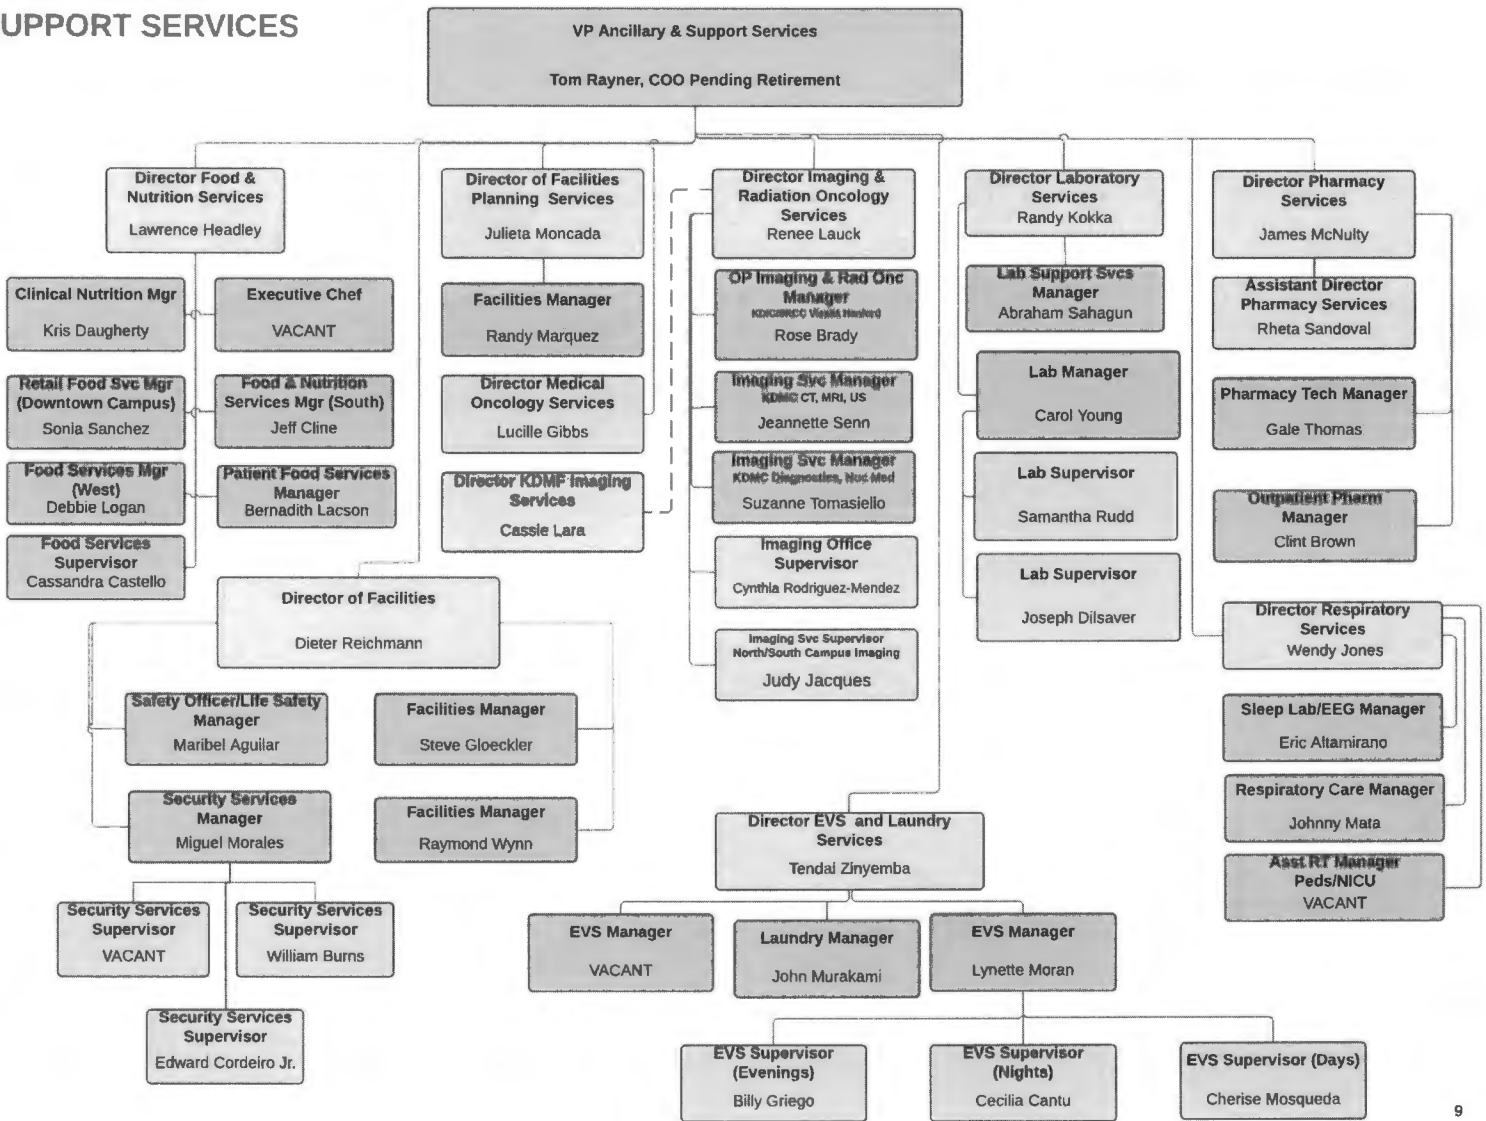 UPPORT SERVICES
VP Ancillary & Support Services
Tom Rayner, COO Pending Retirement
Director Food &
Nutrition Services
Lawrence Headley
Clinical Nutrition Mgr
Kris Daugherty
Executive Chef
VACANT
Retail Food Svc Mgr
(Downtown Campus)
Sonia Sanchez
Food & Nutrition
Services Mgr (South)
Jeff Cline
Food Services Mgr
(West)
Debbie Logan
Patient Food Services
Manager
Bernadith Lacson
Food Services
Supervisor
Cassandra Castello
Director of Facilities
Planning Services
Julieta Moncada
Facilities Manager
Randy Marquez
Director Medical
Oncology Services
Lucille Gibbs
Director KDMF Imaging
Services
Cassie Lara
Director Imaging &
Radiation Oncology
Services
Renee Lauck
OP Imaging & Rad Onc
Manager
Rose Brady
Imaging Svc Manager
KDMC CT, MRI, US
Jeannette Senn
Imaging Svc Manager
KDMC Diagnostics, Nuc Med
Suzanne Tomasiello
Imaging Office
Supervisor
Cynthia Rodriguez-Mendez
Imaging Svc Supervisor
North/South Campus Imaging
Judy Jacques
Director Laboratory
Services
Randy Kokka
Lab Support Svcs
Manager
Abraham Sahagun
Lab Manager
Carol Young
Lab Supervisor
Samantha Rudd
Lab Supervisor
Joseph Dilsaver
Director Pharmacy
Services
James McNulty
Assistant Director
Pharmacy Services
Rheta Sandoval
Pharmacy Tech Manager
Gale Thomas
Outpatient Pharm
Manager
Clint Brown
Director Respiratory
Services
Wendy Jones
Sleep Lab/EEG Manager
Eric Altamirano
Respiratory Care Manager
Johnny Mata
Asst RT Manager
Peds/NICU
VACANT
Director of Facilities
Dieter Reichmann
Safety Officer/Life Safety
Manager
Maribel Aguilar
Facilities Manager
Steve Gloeckler
Security Services
Manager
Miguel Morales
Facilities Manager
Raymond Wynn
Security Services
Supervisor
VACANT
Security Services
Supervisor
William Burns
Security Services
Supervisor
Edward Cordeiro Jr.
Director EVS and Laundry
Services
Tendai Zinyemba
EVS Manager
VACANT
Laundry Manager
John Murakami
EVS Manager
Lynette Moran
EVS Supervisor
(Evenings)
Billy Griego
EVS Supervisor
(Nights)
Cecilia Cantu
EVS Supervisor (Days)
Cherise Mosqueda
9